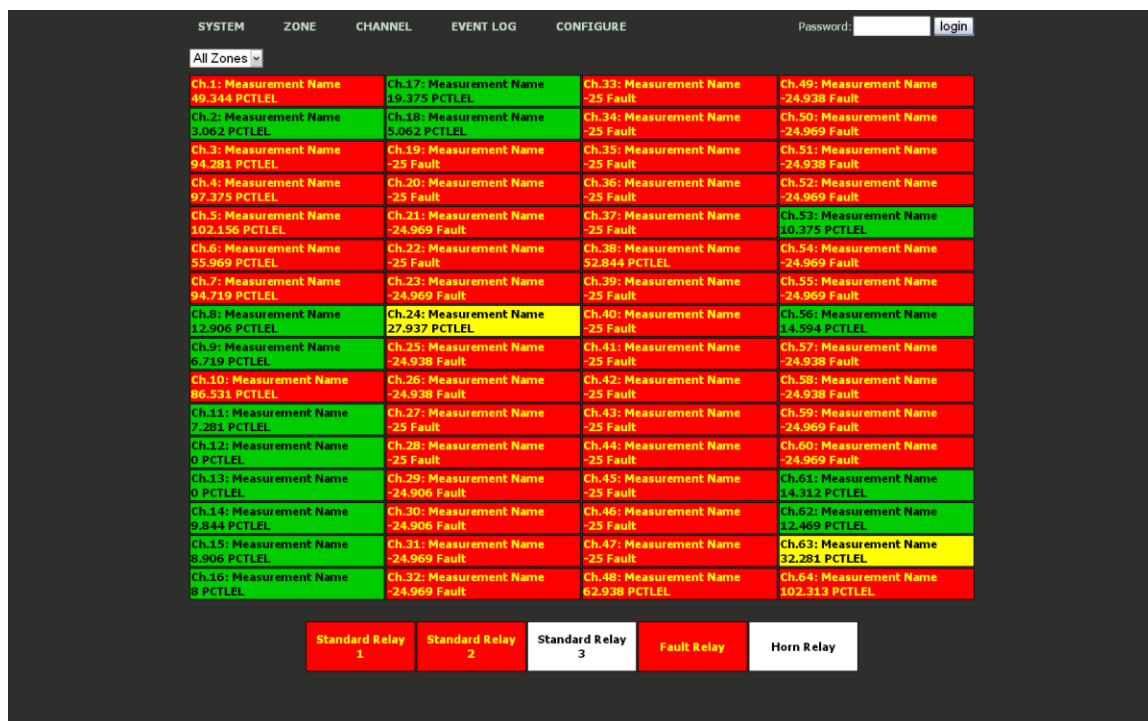 SYSTEM ZONE CHANNEL EVENT LOG CONFIGURE Password: login
All Zones
Ch.1: Measurement Name
49.344 PCTLEL
Ch.2: Measurement Name
3.062 PCTLEL
Ch.3: Measurement Name
94.281 PCTLEL
Ch.4: Measurement Name
97.375 PCTLEL
Ch.5: Measurement Name
102.156 PCTLEL
Ch.6: Measurement Name
55.969 PCTLEL
Ch.7: Measurement Name
94.719 PCTLEL
Ch.8: Measurement Name
12.906 PCTLEL
Ch.9: Measurement Name
6.719 PCTLEL
Ch.10: Measurement Name
86.531 PCTLEL
Ch.11: Measurement Name
7.281 PCTLEL
Ch.12: Measurement Name
0 PCTLEL
Ch.13: Measurement Name
0 PCTLEL
Ch.14: Measurement Name
9.844 PCTLEL
Ch.15: Measurement Name
8.906 PCTLEL
Ch.16: Measurement Name
8 PCTLEL
Ch.17: Measurement Name
19.375 PCTLEL
Ch.18: Measurement Name
5.062 PCTLEL
Ch.19: Measurement Name
-25 Fault
Ch.20: Measurement Name
-25 Fault
Ch.21: Measurement Name
-24.969 Fault
Ch.22: Measurement Name
-25 Fault
Ch.23: Measurement Name
-24.969 Fault
Ch.24: Measurement Name
27.937 PCTLEL
Ch.25: Measurement Name
-24.938 Fault
Ch.26: Measurement Name
-24.938 Fault
Ch.27: Measurement Name
-25 Fault
Ch.28: Measurement Name
-25 Fault
Ch.29: Measurement Name
-24.906 Fault
Ch.30: Measurement Name
-24.906 Fault
Ch.31: Measurement Name
-24.969 Fault
Ch.32: Measurement Name
-24.969 Fault
Ch.33: Measurement Name
-25 Fault
Ch.34: Measurement Name
-25 Fault
Ch.35: Measurement Name
-25 Fault
Ch.36: Measurement Name
-25 Fault
Ch.37: Measurement Name
-25 Fault
Ch.38: Measurement Name
52.844 PCTLEL
Ch.39: Measurement Name
-25 Fault
Ch.40: Measurement Name
-25 Fault
Ch.41: Measurement Name
-25 Fault
Ch.42: Measurement Name
-25 Fault
Ch.43: Measurement Name
-25 Fault
Ch.44: Measurement Name
-25 Fault
Ch.45: Measurement Name
-25 Fault
Ch.46: Measurement Name
-25 Fault
Ch.47: Measurement Name
-25 Fault
Ch.48: Measurement Name
62.938 PCTLEL
Ch.49: Measurement Name
-24.938 Fault
Ch.50: Measurement Name
-24.969 Fault
Ch.51: Measurement Name
-24.938 Fault
Ch.52: Measurement Name
-24.969 Fault
Ch.53: Measurement Name
10.375 PCTLEL
Ch.54: Measurement Name
-24.969 Fault
Ch.55: Measurement Name
-24.969 Fault
Ch.56: Measurement Name
14.594 PCTLEL
Ch.57: Measurement Name
-24.938 Fault
Ch.58: Measurement Name
-24.938 Fault
Ch.59: Measurement Name
-24.969 Fault
Ch.60: Measurement Name
-24.969 Fault
Ch.61: Measurement Name
14.312 PCTLEL
Ch.62: Measurement Name
12.469 PCTLEL
Ch.63: Measurement Name
32.281 PCTLEL
Ch.64: Measurement Name
102.313 PCTLEL
Standard Relay
1
Standard Relay
2
Standard Relay
3
Fault Relay
Horn Relay